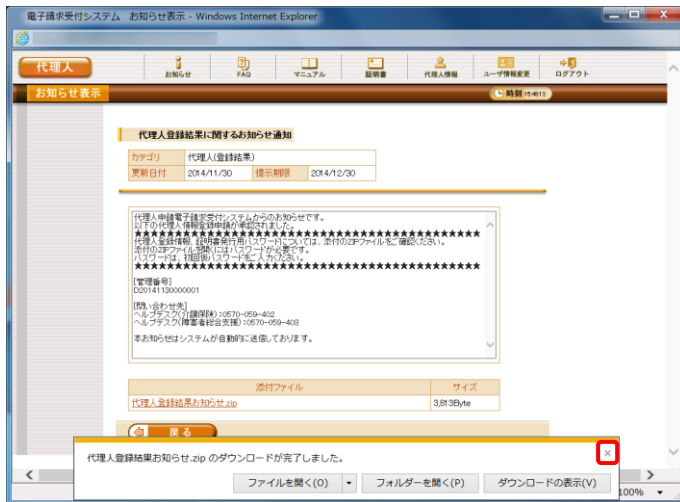 電子請求受付システム お知らせ表示 - Windows Internet Explorer
代理人
お知らせ FAQ マニュアル 証明書 代理人情報 ユーザ情報変更 ログアウト
お知らせ表示
時刻 15:40:12
代理人登録結果に関するお知らせ通知
カテゴリ 代理人(登録結果)
更新日付 2014/11/30 提示期限 2014/12/30
代理人申請電子請求受付システムからのお知らせです。
以下の代理人情報登録申請が承認されました。
★★★★★★★★★★★★★★★★★★★★★★★★★★★★★★★★★★★★★★★★
代理人登録情報、証明書発行用パスワードについては、添付のZIPファイルをご確認ください。
添付のZIPファイルを開くにはパスワードが必要です。
パスワードは、初回仮パスワードをご入力ください。
★★★★★★★★★★★★★★★★★★★★★★★★★★★★★★★★★★★★★★★★
[管理番号]
D20141130000001
[問い合わせ先]
ヘルプデスク(介護保険):0570-059-402
ヘルプデスク(障害者総合支援):0570-059-403
本お知らせはシステムが自動的に送信しております。
添付ファイル サイズ
代理人登録結果お知らせ.zip 3,813Byte
戻る
代理人登録結果お知らせ.zip のダウンロードが完了しました。
ファイルを開く(O) フォルダーを開く(P) ダウンロードの表示(V)
100%